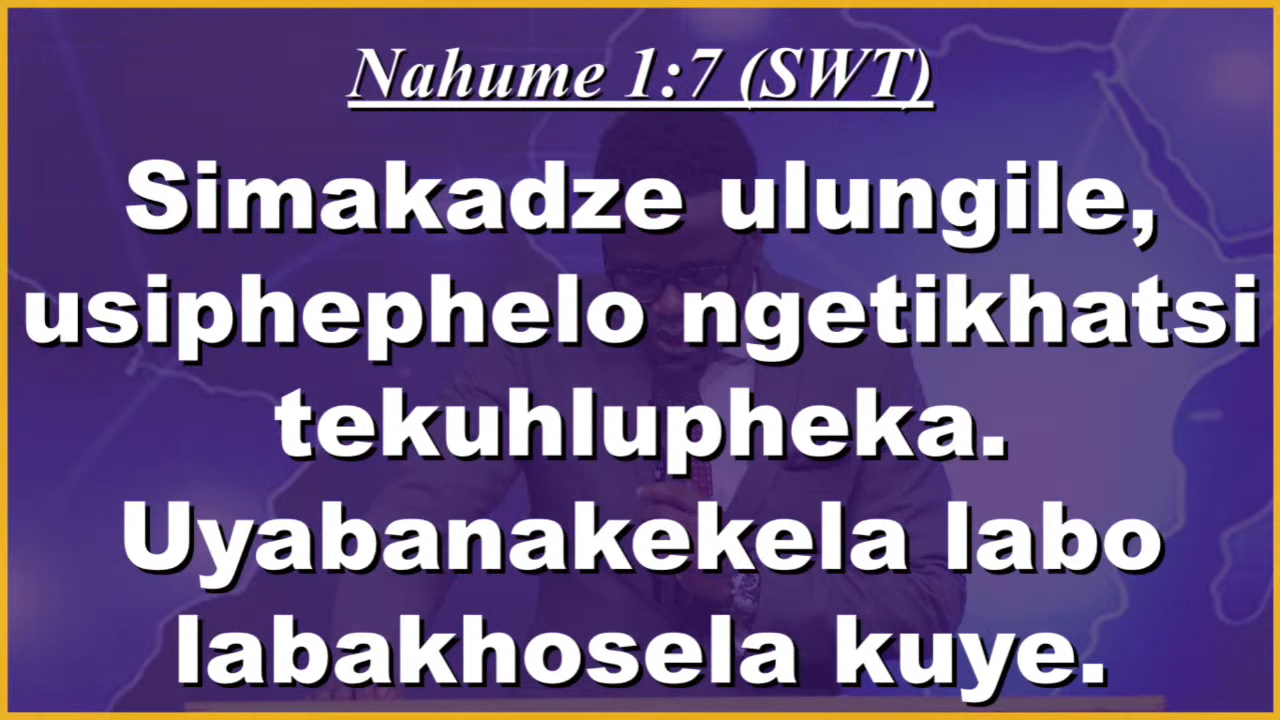 Nahume 1:7 (SWT)
Simakadze ulungile,
usiphephelo ngetikhatsi
tekuhlupheka.
Uyabanakekela labo
labakhosela kuye.